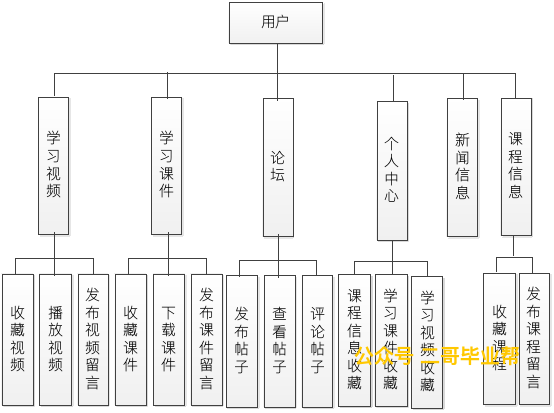 用户
学习视频
学习课件
论坛
个人中心
新闻信息
课程信息
收藏视频
播放视频
发布视频留言
收藏课件
下载课件
发布课件留言
发布帖子
查看帖子
评论帖子
课程信息收藏
学习课件收藏
学习视频收藏
收藏课程
发布课程留言
公众号 二哥毕业帮